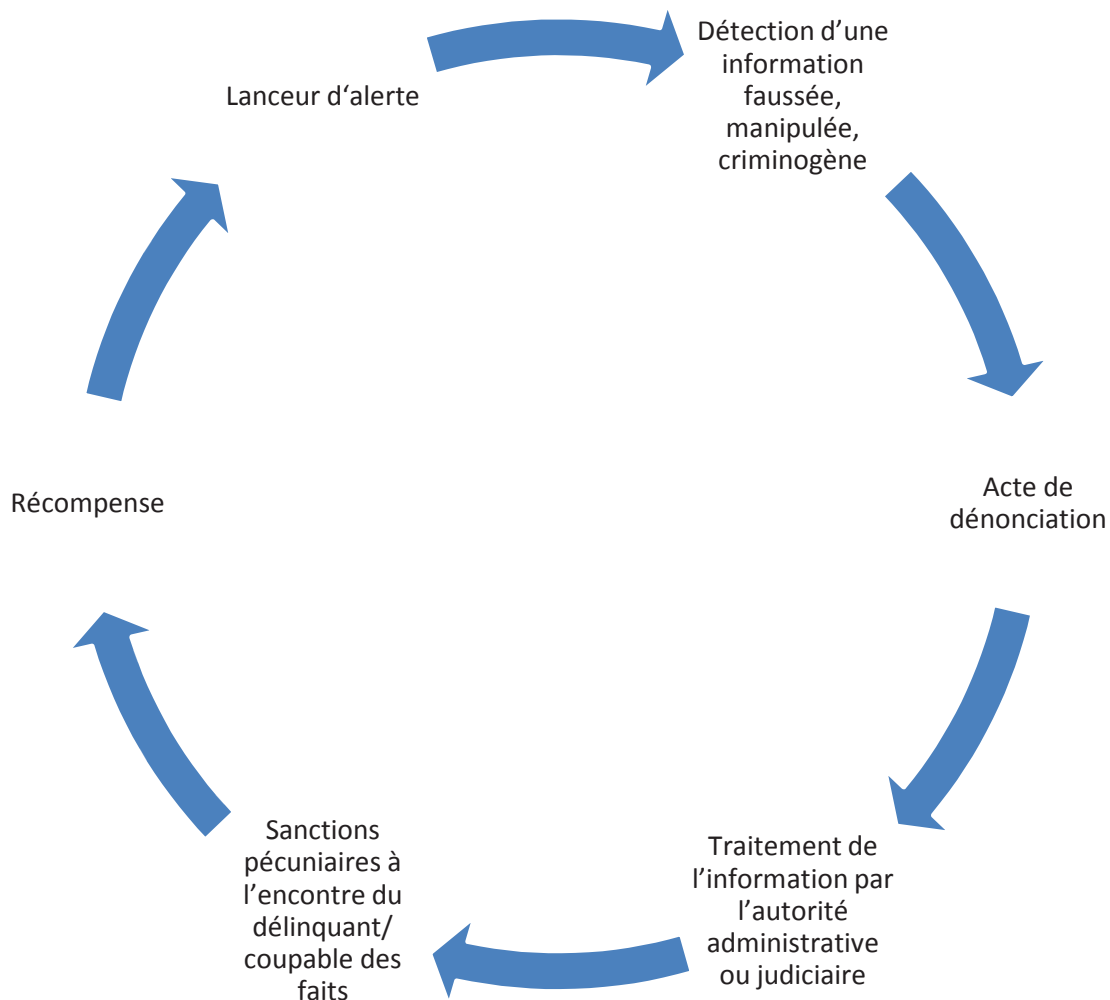 Lanceur d‘alerte
Détection d’une
information
faussée,
manipulée,
criminogène
Acte de
dénonciation
Traitement de
l’information par
l’autorité
administrative
ou judiciaire
Sanctions
pécuniaires à
l’encontre du
délinquant/
coupable des
faits
Récompense